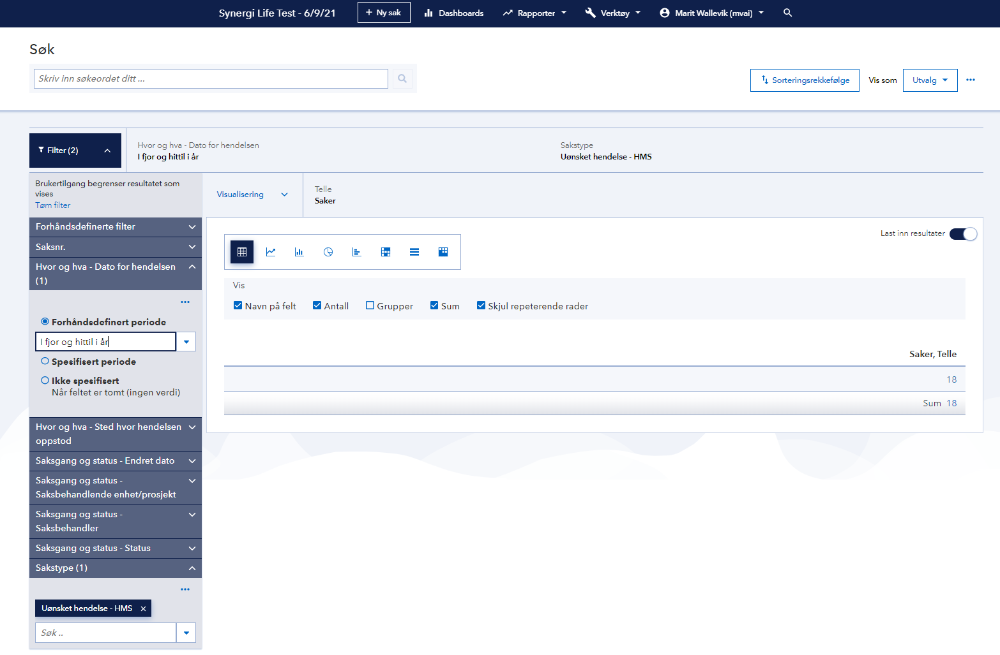 Synergi Life Test - 6/9/21
+ Ny sak
Dashboards
Rapporter
Verktøy
Marit Wallevik (mvai)
Søk
Skriv inn søkeordet ditt ...
Sorteringsrekkefølge
Vis som
Utvalg
Filter (2)
Hvor og hva - Dato for hendelsen
I fjor og hittil i år
Sakstype
Uønsket hendelse - HMS
Brukertilgang begrenser resultatet som
vises
Tøm filter
Visualisering
Telle
Saker
Forhåndsdefinerte filter
Saksnr.
Hvor og hva - Dato for hendelsen
(1)
Forhåndsdefinert periode
I fjor og hittil i år
Spesifisert periode
Ikke spesifisert
Når feltet er tomt (ingen verdi)
Hvor og hva - Sted hvor hendelsen
oppstod
Saksgang og status - Endret dato
Saksgang og status -
Saksbehandlende enhet/prosjekt
Saksgang og status -
Saksbehandler
Saksgang og status - Status
Sakstype (1)
Uønsket hendelse - HMS ×
Søk ..
Last inn resultater
Vis
Navn på felt
Antall
Grupper
Sum
Skjul repeterende rader
Saker, Telle
18
Sum 18